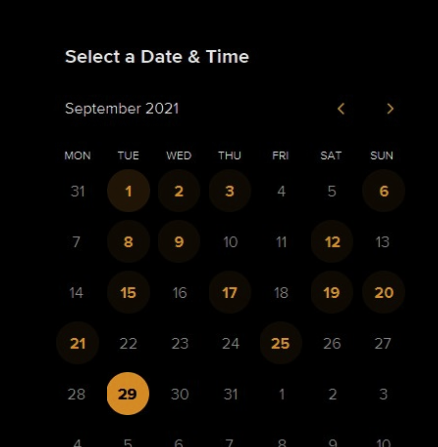 Select a Date & Time
September 2021
MON TUE WED THU FRI SAT SUN
31 1 2 3 4 5 6
7 8 9 10 11 12 13
14 15 16 17 18 19 20
21 22 23 24 25 26 27
28 29 30 31 1 2 3
4 5 6 7 8 9 10